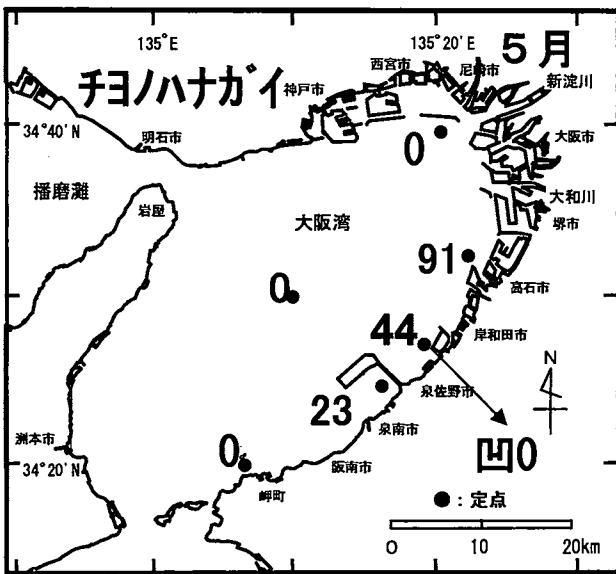 135°E
135°20'E
5月
チヨノハナガイ
神戸市
西宮市
尼崎市
新淀川
34°40'N
明石市
0
大阪市
播磨灘
岩屋
大阪湾
大和川
堺市
91
高石市
0
44
岸和田市
N
23
泉佐野市
泉南市
洲本市
0
阪南市
凹0
34°20'N
岬町
●:定点
0 10 20km